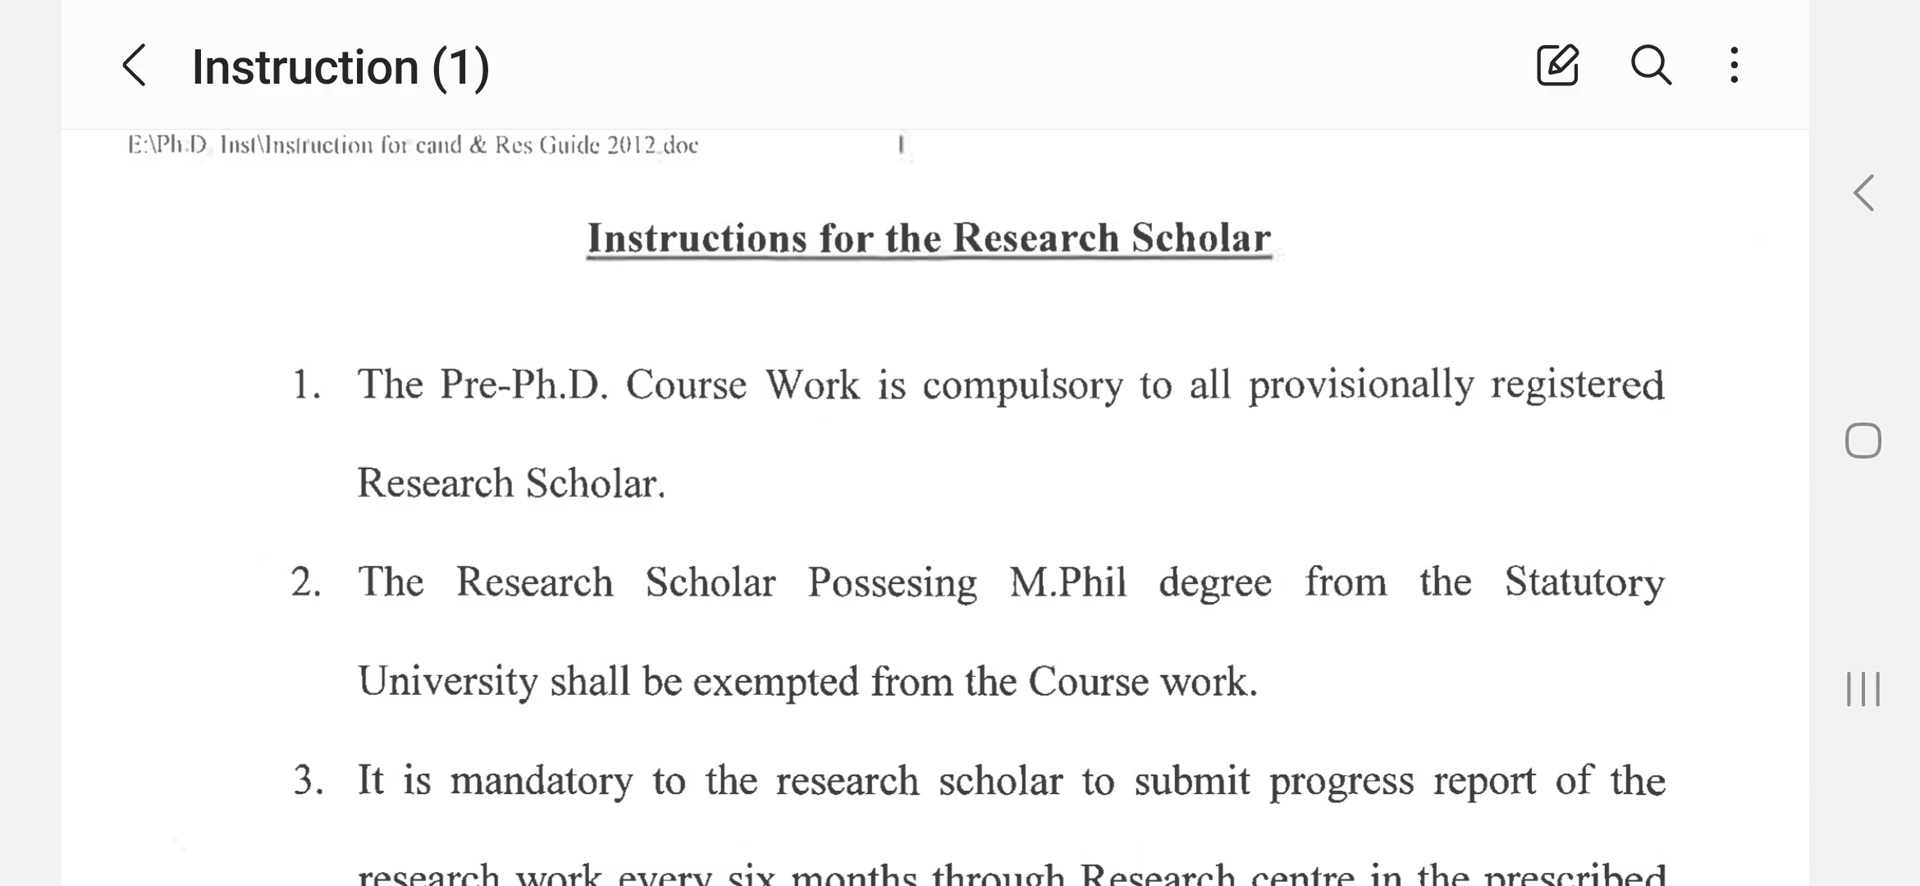 Instruction (1)
E:\Ph.D. Inst\Instruction for cand & Res Guide 2012.doc 1
Instructions for the Research Scholar
1. The Pre-Ph.D. Course Work is compulsory to all provisionally registered
Research Scholar.
2. The Research Scholar Possesing M.Phil degree from the Statutory
University shall be exempted from the Course work.
3. It is mandatory to the research scholar to submit progress report of the
research work every six months through Research centre in the prescribed